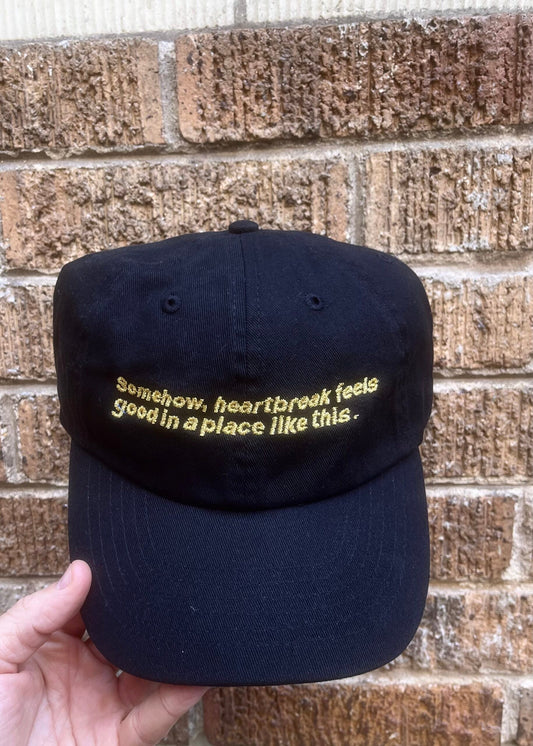 somehow, heartbreak feels
good in a place like this.